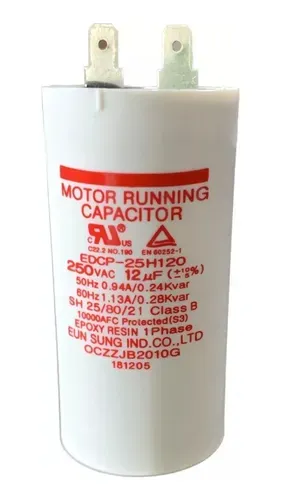 MOTOR RUNNING
CAPACITOR
C US
C22.2 NO.190 EN 60252-1
EDCP-25H120
250VAC 12µF (±10/5%)
50Hz 0.94A/0.24Kvar
60Hz 1.13A/0.28Kvar
SH 25/80/21 Class B
10000AFC Protected(S3)
EPOXY RESIN 1Phase
EUN SUNG IND.CO.,LTD
OCZZJB2010G
181205